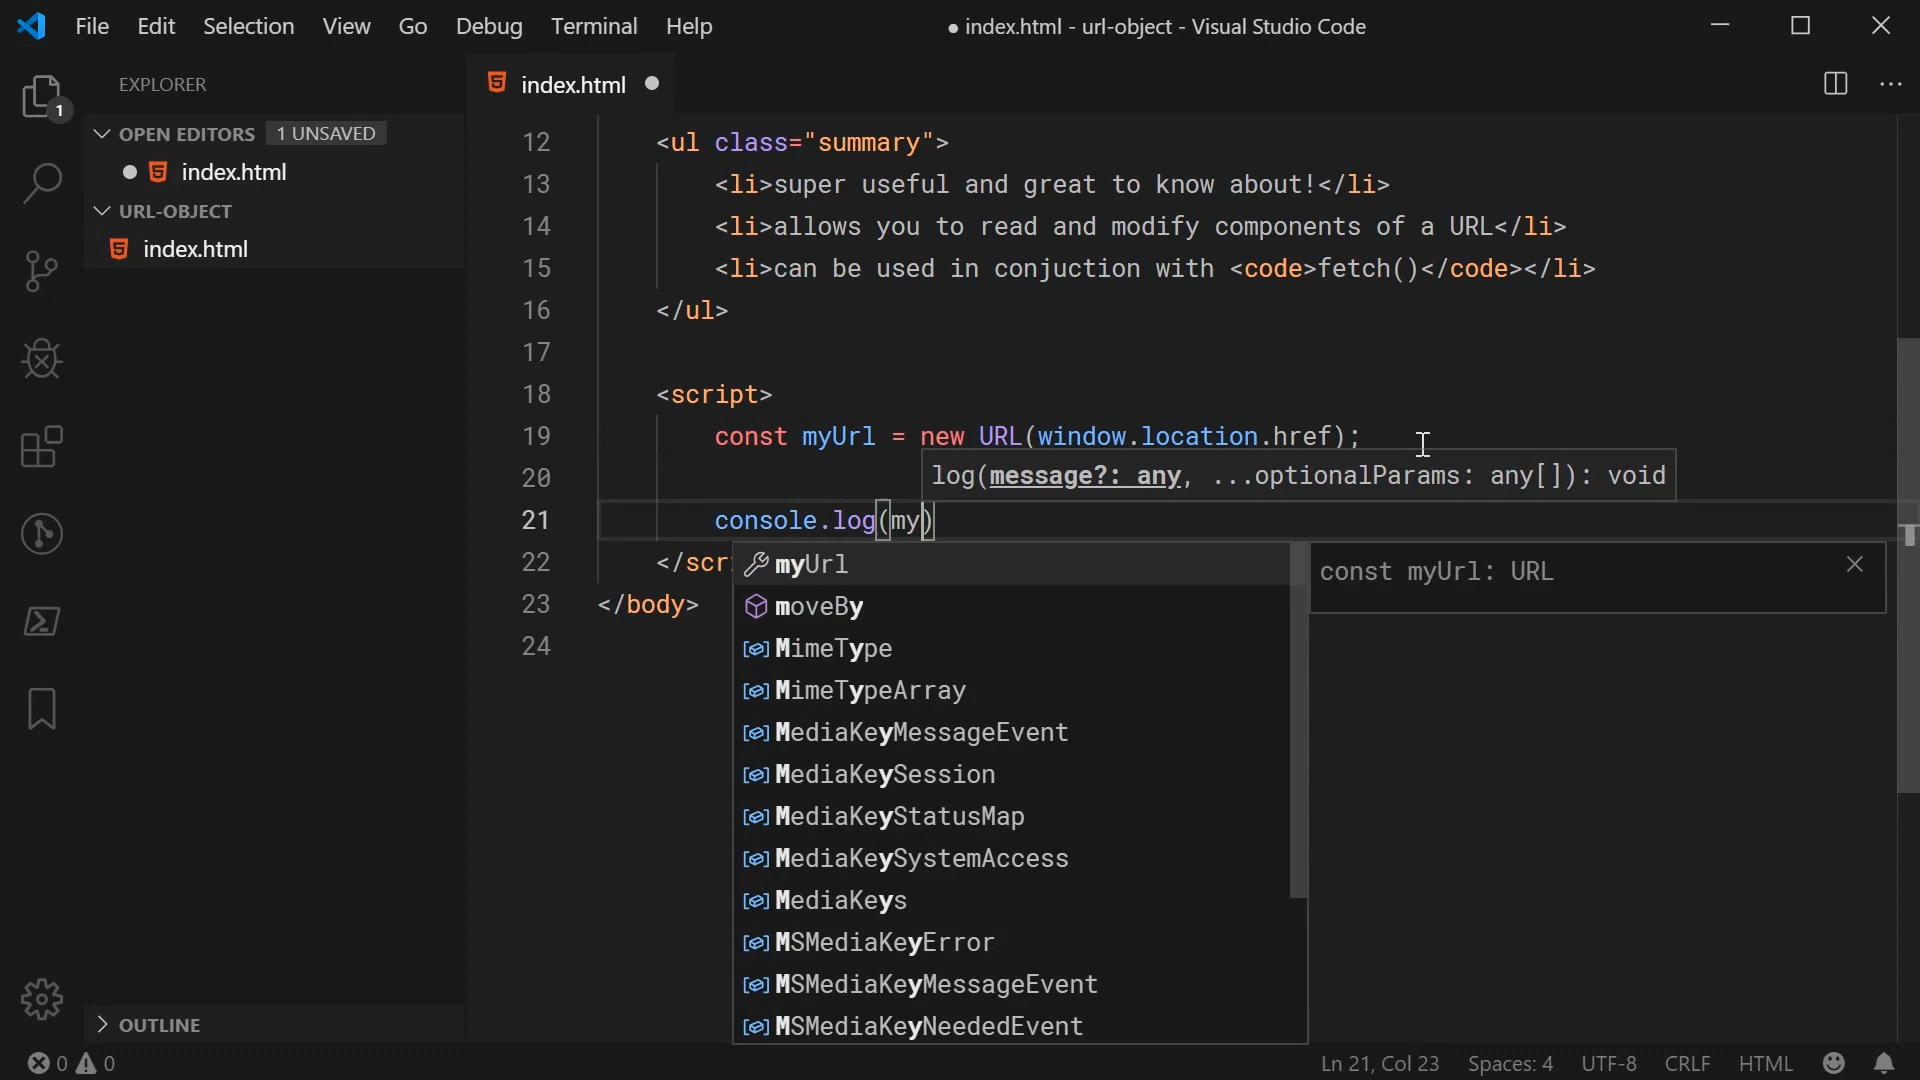 File Edit Selection View Go Debug Terminal Help
● index.html - url-object - Visual Studio Code
EXPLORER
1
OPEN EDITORS 1 UNSAVED
index.html
URL-OBJECT
index.html
OUTLINE
index.html
12 <ul class="summary">
13 <li>super useful and great to know about!</li>
14 <li>allows you to read and modify components of a URL</li>
15 <li>can be used in conjuction with <code>fetch()</code></li>
16 </ul>
17
18 <script>
19 const myUrl = new URL(window.location.href);
20
log(message?: any, ...optionalParams: any[]): void
21 console.log(my)
22 </scri
23 </body>
24
myUrl
moveBy
MimeType
MimeTypeArray
MediaKeyMessageEvent
MediaKeySession
MediaKeyStatusMap
MediaKeySystemAccess
MediaKeys
MSMediaKeyError
MSMediaKeyMessageEvent
MSMediaKeyNeededEvent
const myUrl: URL
0 0
Ln 21, Col 23 Spaces: 4 UTF-8 CRLF HTML